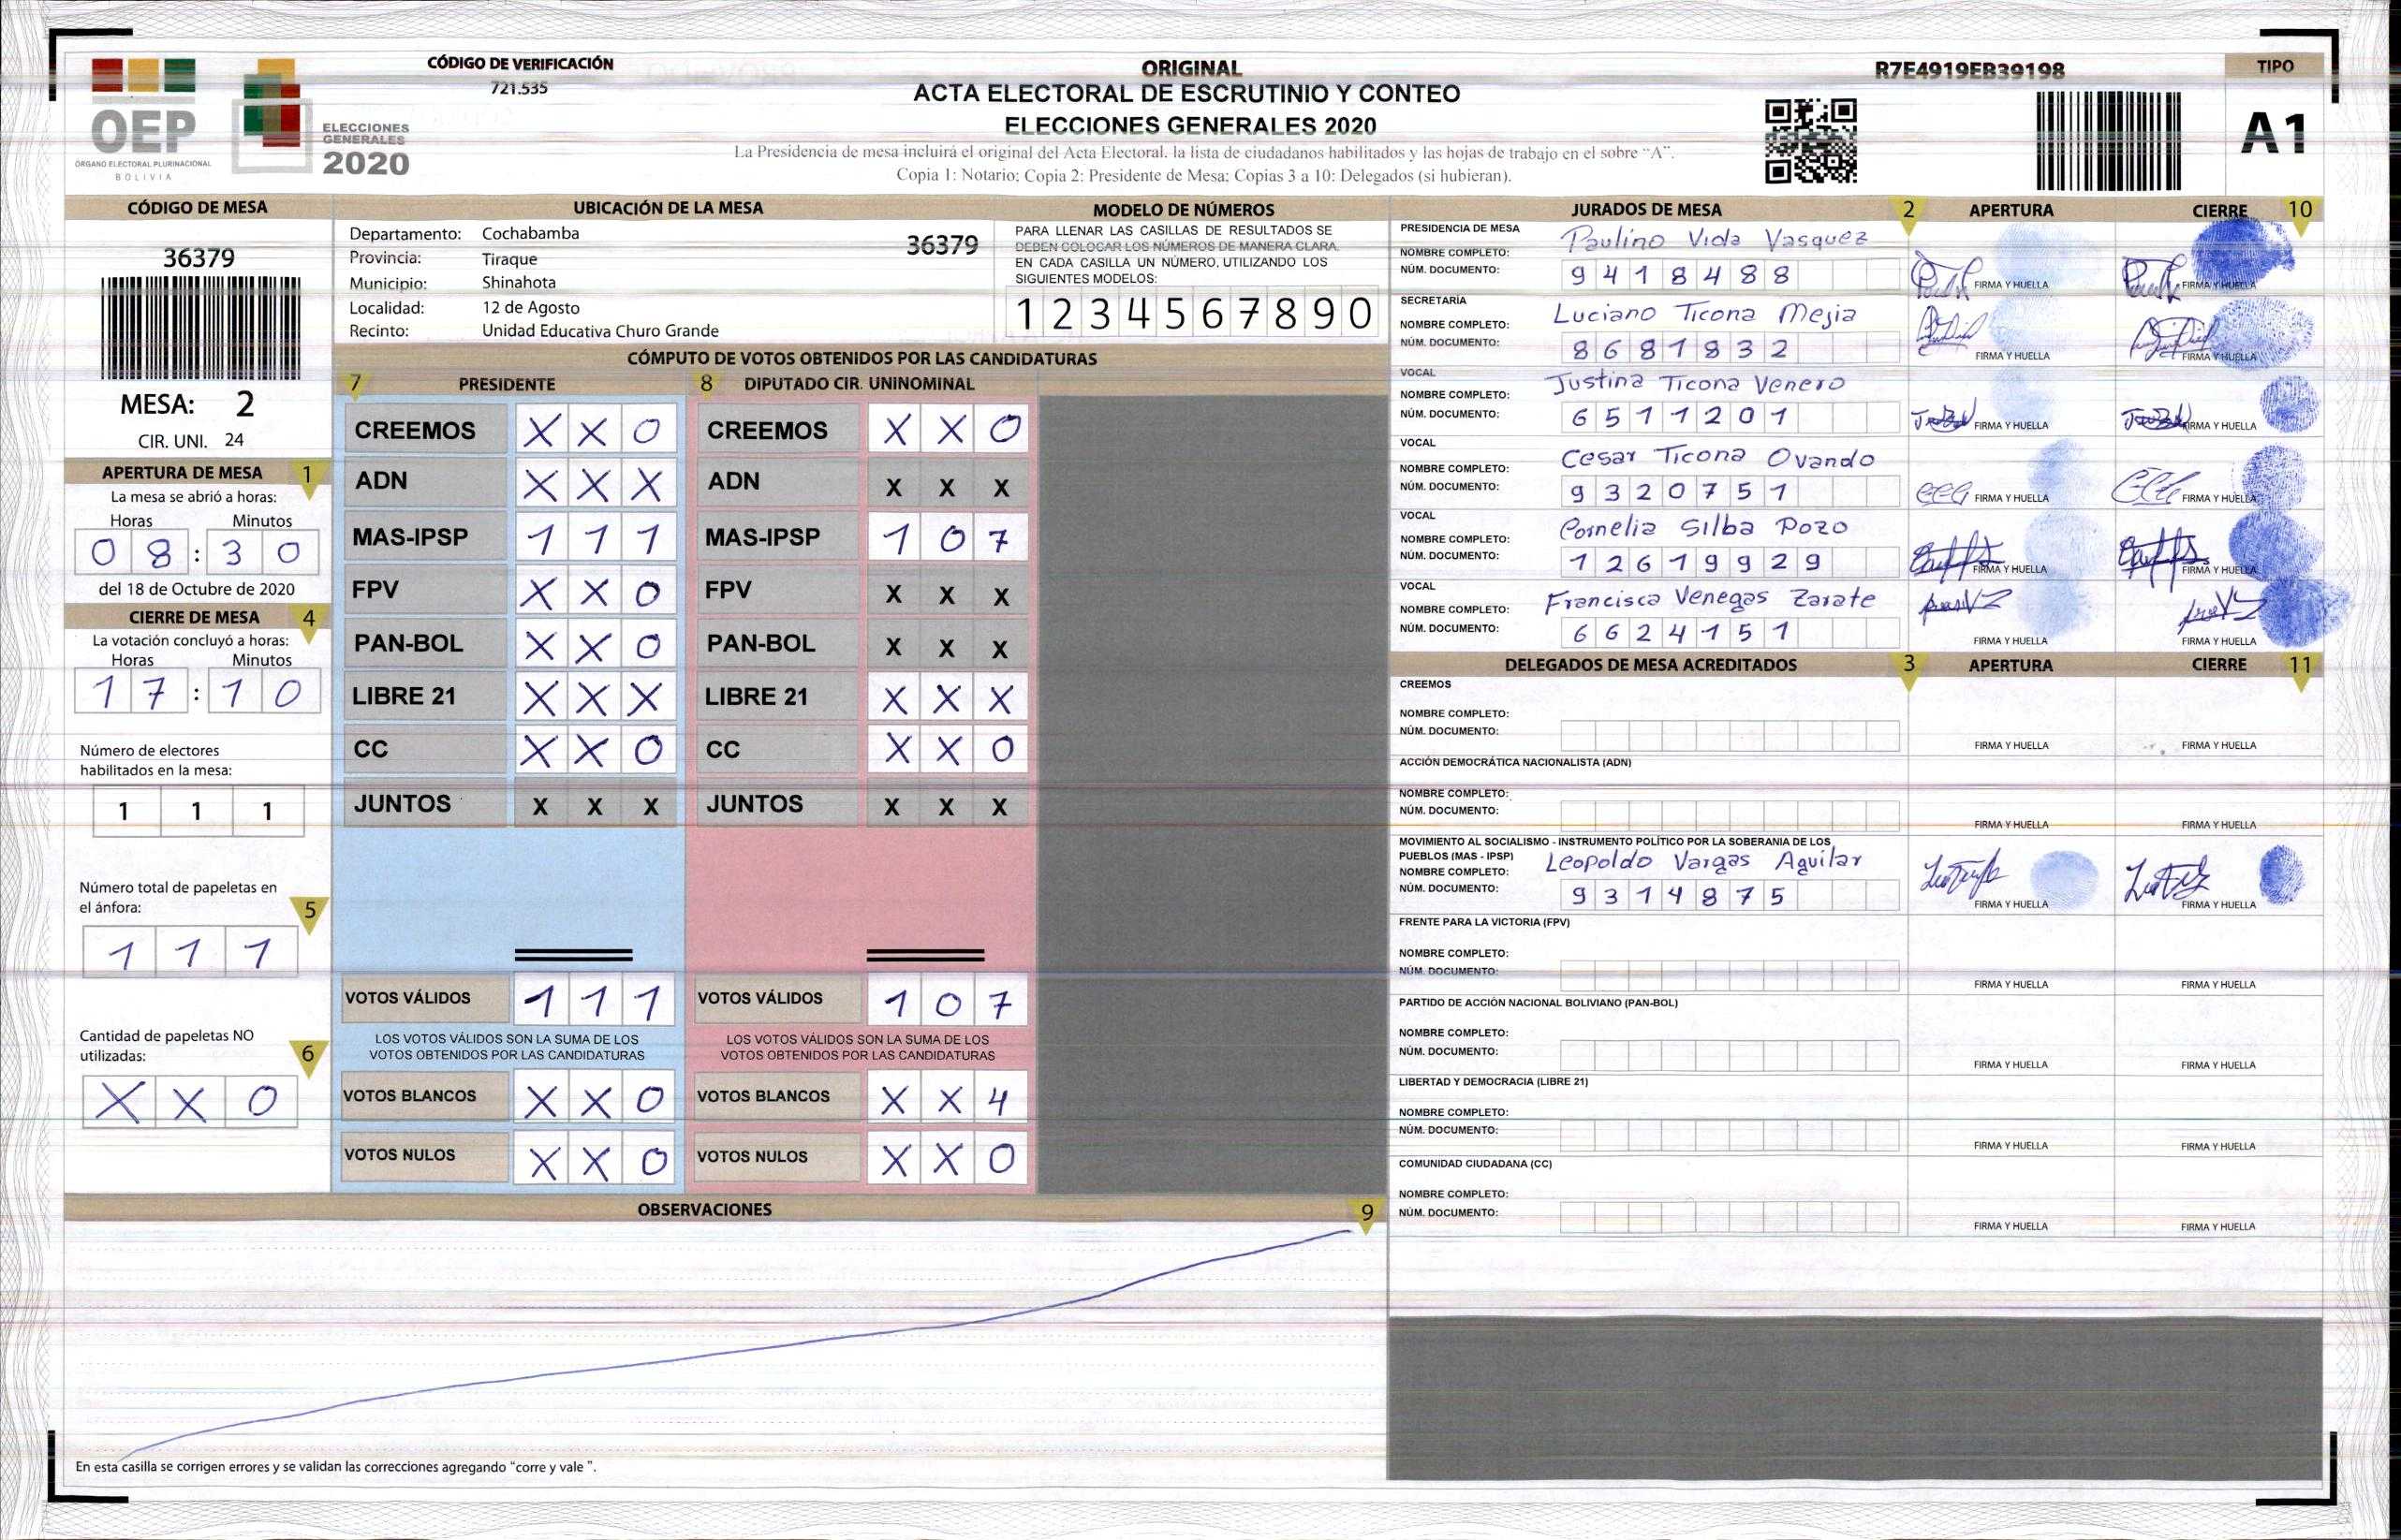 OEP
ÓRGANO ELECTORAL PLURINACIONAL
BOLIVIA
ELECCIONES
GENERALES
2020
CÓDIGO DE VERIFICACIÓN
721.535
ORIGINAL
ACTA ELECTORAL DE ESCRUTINIO Y CONTEO
ELECCIONES GENERALES 2020
La Presidencia de mesa incluirá el original del Acta Electoral, la lista de ciudadanos habilitados y las hojas de trabajo en el sobre “A”.
Copia 1: Notario; Copia 2: Presidente de Mesa; Copias 3 a 10: Delegados (si hubieran).
R7E4919EB39198
TIPO
A1
CÓDIGO DE MESA
36379
MESA: 2
CIR. UNI. 24
APERTURA DE MESA 1
La mesa se abrió a horas:
Horas Minutos
0 8 : 3 0
del 18 de Octubre de 2020
CIERRE DE MESA 4
La votación concluyó a horas:
Horas Minutos
1 7 : 1 0
Número de electores
habilitados en la mesa:
1 1 1
Número total de papeletas en
el ánfora: 5
1 1 1
Cantidad de papeletas NO
utilizadas: 6
X X 0
UBICACIÓN DE LA MESA
Departamento: Cochabamba
36379
Provincia: Tiraque
Municipio: Shinahota
Localidad: 12 de Agosto
Recinto: Unidad Educativa Churo Grande
MODELO DE NÚMEROS
PARA LLENAR LAS CASILLAS DE RESULTADOS SE
DEBEN COLOCAR LOS NÚMEROS DE MANERA CLARA.
EN CADA CASILLA UN NÚMERO, UTILIZANDO LOS
SIGUIENTES MODELOS:
1 2 3 4 5 6 7 8 9 0
CÓMPUTO DE VOTOS OBTENIDOS POR LAS CANDIDATURAS
7 PRESIDENTE
CREEMOS X X 0
ADN X X X
MAS-IPSP 1 1 1
FPV X X 0
PAN-BOL X X 0
LIBRE 21 X X X
CC X X 0
JUNTOS X X X
VOTOS VÁLIDOS 1 1 1
LOS VOTOS VÁLIDOS SON LA SUMA DE LOS
VOTOS OBTENIDOS POR LAS CANDIDATURAS
VOTOS BLANCOS X X 0
VOTOS NULOS X X 0
8 DIPUTADO CIR. UNINOMINAL
CREEMOS X X 0
ADN X X X
MAS-IPSP 1 0 7
FPV X X X
PAN-BOL X X X
LIBRE 21 X X X
CC X X 0
JUNTOS X X X
VOTOS VÁLIDOS 1 0 7
LOS VOTOS VÁLIDOS SON LA SUMA DE LOS
VOTOS OBTENIDOS POR LAS CANDIDATURAS
VOTOS BLANCOS X X 4
VOTOS NULOS X X 0
OBSERVACIONES 9
En esta casilla se corrigen errores y se validan las correcciones agregando “corre y vale ”.
JURADOS DE MESA 2 APERTURA CIERRE 10
PRESIDENCIA DE MESA
NOMBRE COMPLETO: Paulino Vida Vasquez
NÚM. DOCUMENTO: 9 4 1 8 4 8 8
FIRMA Y HUELLA FIRMA Y HUELLA
SECRETARÍA
NOMBRE COMPLETO: Luciano Ticona Mejia
NÚM. DOCUMENTO: 8 6 8 1 8 3 2
FIRMA Y HUELLA FIRMA Y HUELLA
VOCAL
NOMBRE COMPLETO: Justina Ticona Venero
NÚM. DOCUMENTO: 6 5 1 1 2 0 1
FIRMA Y HUELLA FIRMA Y HUELLA
VOCAL
NOMBRE COMPLETO: Cesar Ticona Ovando
NÚM. DOCUMENTO: 9 3 2 0 7 5 1
FIRMA Y HUELLA FIRMA Y HUELLA
VOCAL
NOMBRE COMPLETO: Cornelia Silba Pozo
NÚM. DOCUMENTO: 1 2 6 1 9 9 2 9
FIRMA Y HUELLA FIRMA Y HUELLA
VOCAL
NOMBRE COMPLETO: Francisca Venegas Zarate
NÚM. DOCUMENTO: 6 6 2 4 1 5 1
FIRMA Y HUELLA FIRMA Y HUELLA
DELEGADOS DE MESA ACREDITADOS 3 APERTURA CIERRE 11
CREEMOS
NOMBRE COMPLETO:
NÚM. DOCUMENTO:
FIRMA Y HUELLA FIRMA Y HUELLA
ACCIÓN DEMOCRÁTICA NACIONALISTA (ADN)
NOMBRE COMPLETO:
NÚM. DOCUMENTO:
FIRMA Y HUELLA FIRMA Y HUELLA
MOVIMIENTO AL SOCIALISMO - INSTRUMENTO POLÍTICO POR LA SOBERANIA DE LOS
PUEBLOS (MAS - IPSP)
NOMBRE COMPLETO: Leopoldo Vargas Aguilar
NÚM. DOCUMENTO: 9 3 1 4 8 7 5
FIRMA Y HUELLA FIRMA Y HUELLA
FRENTE PARA LA VICTORIA (FPV)
NOMBRE COMPLETO:
NÚM. DOCUMENTO:
FIRMA Y HUELLA FIRMA Y HUELLA
PARTIDO DE ACCIÓN NACIONAL BOLIVIANO (PAN-BOL)
NOMBRE COMPLETO:
NÚM. DOCUMENTO:
FIRMA Y HUELLA FIRMA Y HUELLA
LIBERTAD Y DEMOCRACIA (LIBRE 21)
NOMBRE COMPLETO:
NÚM. DOCUMENTO:
FIRMA Y HUELLA FIRMA Y HUELLA
COMUNIDAD CIUDADANA (CC)
NOMBRE COMPLETO:
NÚM. DOCUMENTO:
FIRMA Y HUELLA FIRMA Y HUELLA